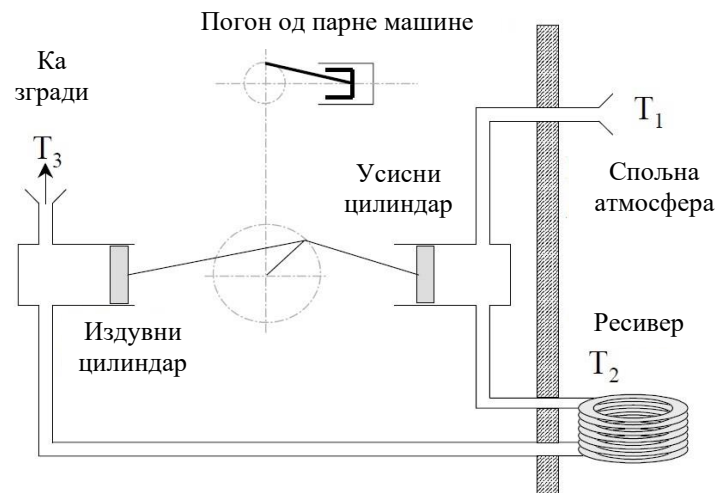 Погон од парне машине
Ка
згради
T3
T1
Усисни
цилиндар
Спољна
атмосфера
Издувни
цилиндар
Ресивер
T2